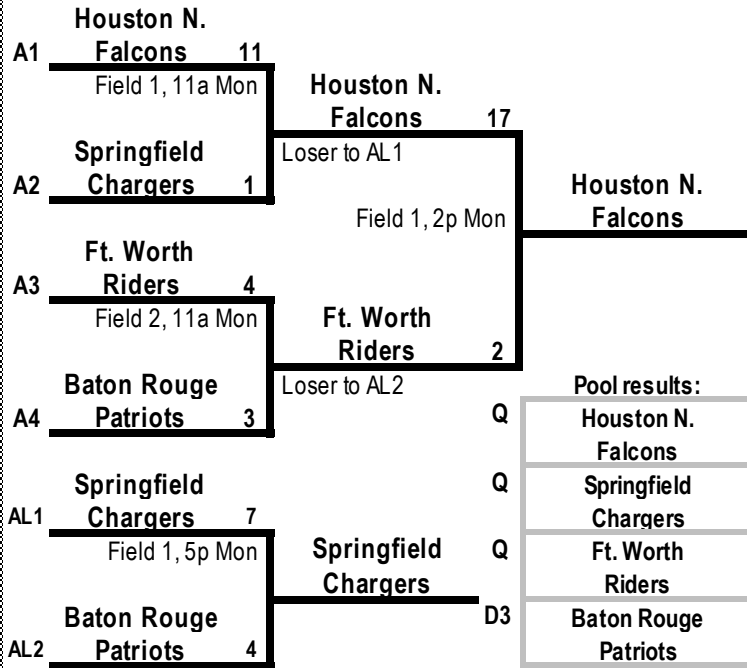 Houston N.
A1 Falcons 11
Field 1, 11a Mon
Houston N.
Falcons 17
Springfield
A2 Chargers 1
Loser to AL1
Houston N.
Falcons
Field 1, 2p Mon
Ft. Worth
A3 Riders 4
Field 2, 11a Mon
Ft. Worth
Riders 2
Baton Rouge
A4 Patriots 3
Loser to AL2
Pool results:
Q Houston N.
Falcons
Springfield
AL1 Chargers 7
Q Springfield
Chargers
Field 1, 5p Mon
Springfield
Chargers
Q Ft. Worth
Riders
Baton Rouge
AL2 Patriots 4
D3 Baton Rouge
Patriots